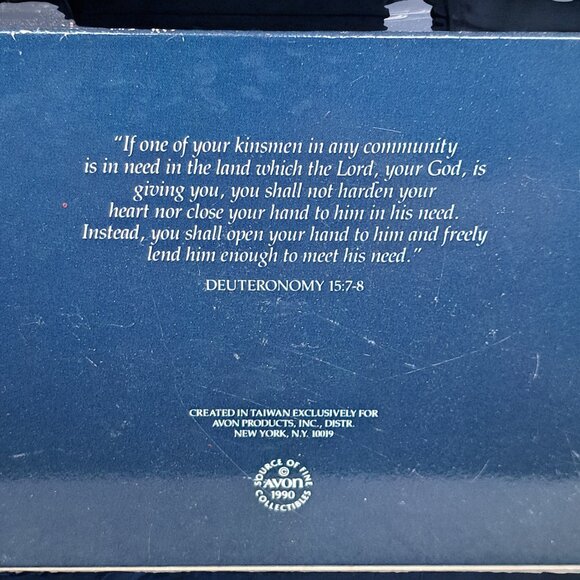 “If one of your kinsmen in any community
is in need in the land which the Lord, your God, is
giving you, you shall not harden your
heart nor close your hand to him in his need.
Instead, you shall open your hand to him and freely
lend him enough to meet his need.”
DEUTERONOMY 15:7-8
CREATED IN TAIWAN EXCLUSIVELY FOR
AVON PRODUCTS, INC., DISTR.
NEW YORK, N.Y. 10019
SOURCE OF FINE
©
AVON
1990
COLLECTIBLES